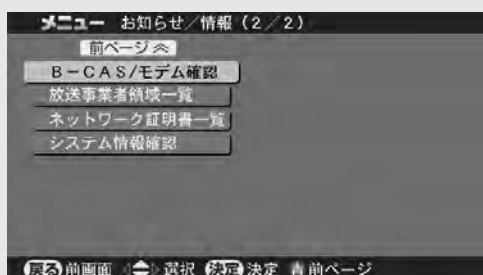 メニュー お知らせ／情報（２／２）
前ページ
Ｂ－ＣＡＳ/モデム確認
放送事業者領域一覧
ネットワーク証明書一覧
システム情報確認
戻る 前画面 選択 決定 決定 青 前ページ